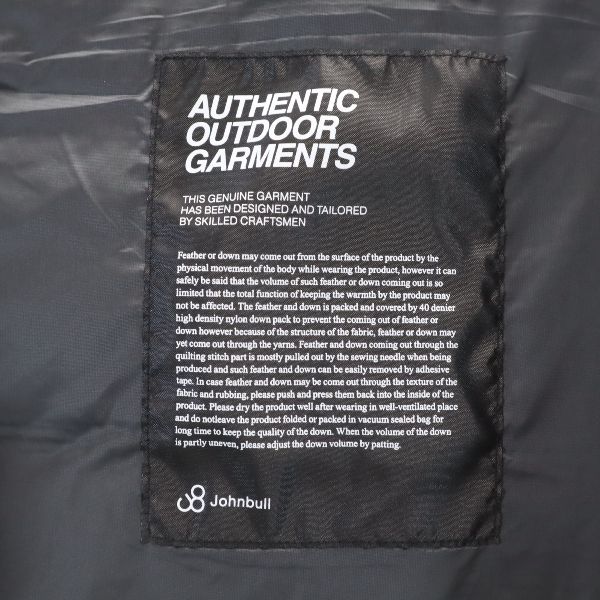 AUTHENTIC
OUTDOOR
GARMENTS
THIS GENUINE GARMENT
HAS BEEN DESIGNED AND TAILORED
BY SKILLED CRAFTSMEN
Feather or down may come out from the surface of the product by the
physical movement of the body while wearing the product, however it can
safely be said that the volume of such feather or down coming out is so
limited that the total function of keeping the warmth by the product may
not be affected. The feather and down is packed and covered by 40 denier
high density nylon down pack to prevent the coming out of feather or
down however because of the structure of the fabric, feather or down may
yet come out through the yarns. Feather and down coming out through the
quilting stitch part is mostly pulled out by the sewing needle when being
produced and such feather and down can be easily removed by adhesive
tape. In case feather and down may be come out through the texture of the
fabric and rubbing, please push and press them back into the inside of the
product. Please dry the product well after wearing in well-ventilated place
and do notleave the product folded or packed in vacuum sealed bag for
long time to keep the quality of the down. When the volume of the down
is partly uneven, please adjust the down volume by patting.
Johnbull